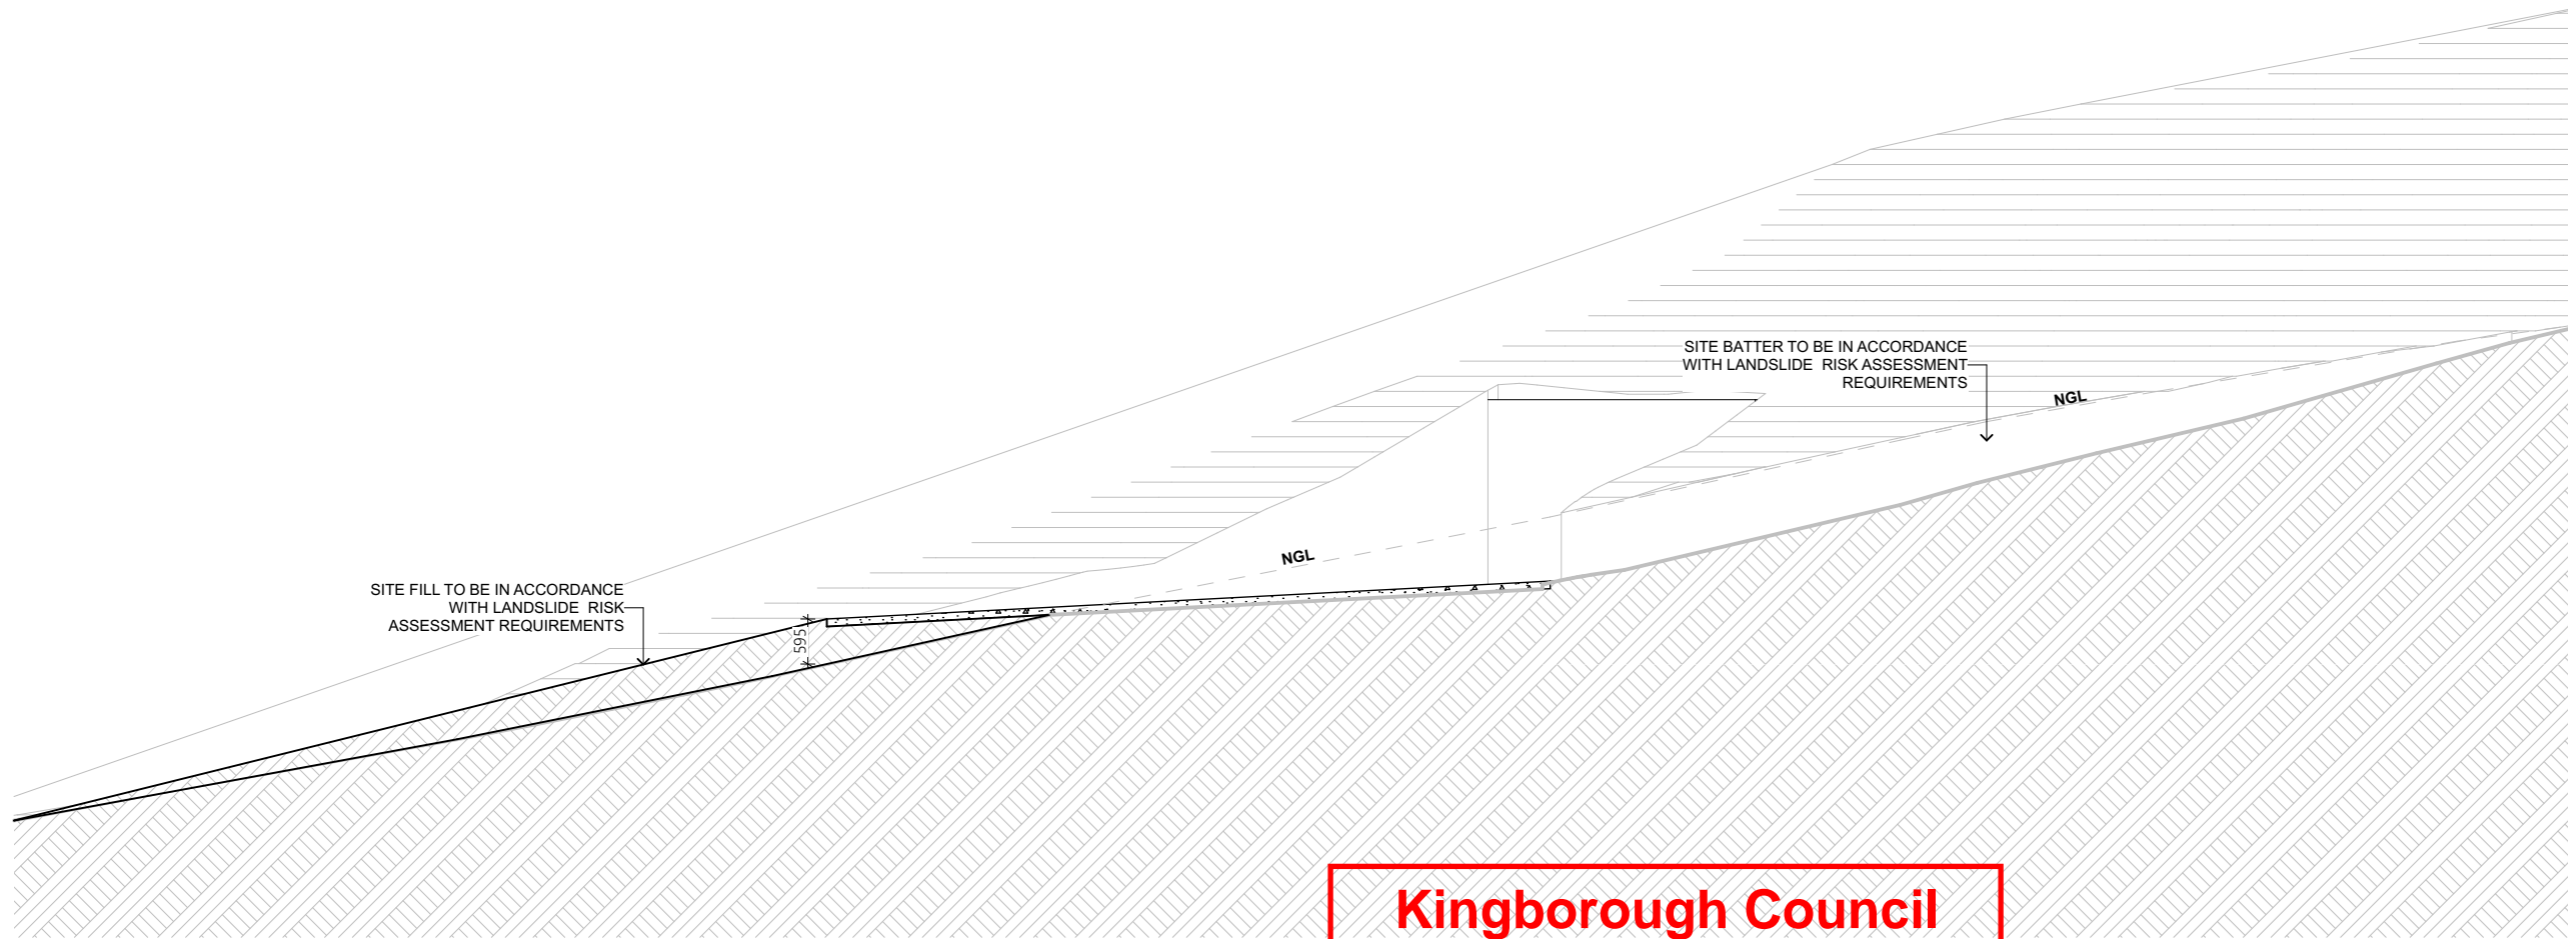 SITE BATTER TO BE IN ACCORDANCE
WITH LANDSLIDE RISK ASSESSMENT
REQUIREMENTS
NGL
NGL
SITE FILL TO BE IN ACCORDANCE
WITH LANDSLIDE RISK
ASSESSMENT REQUIREMENTS
595
Kingborough Council